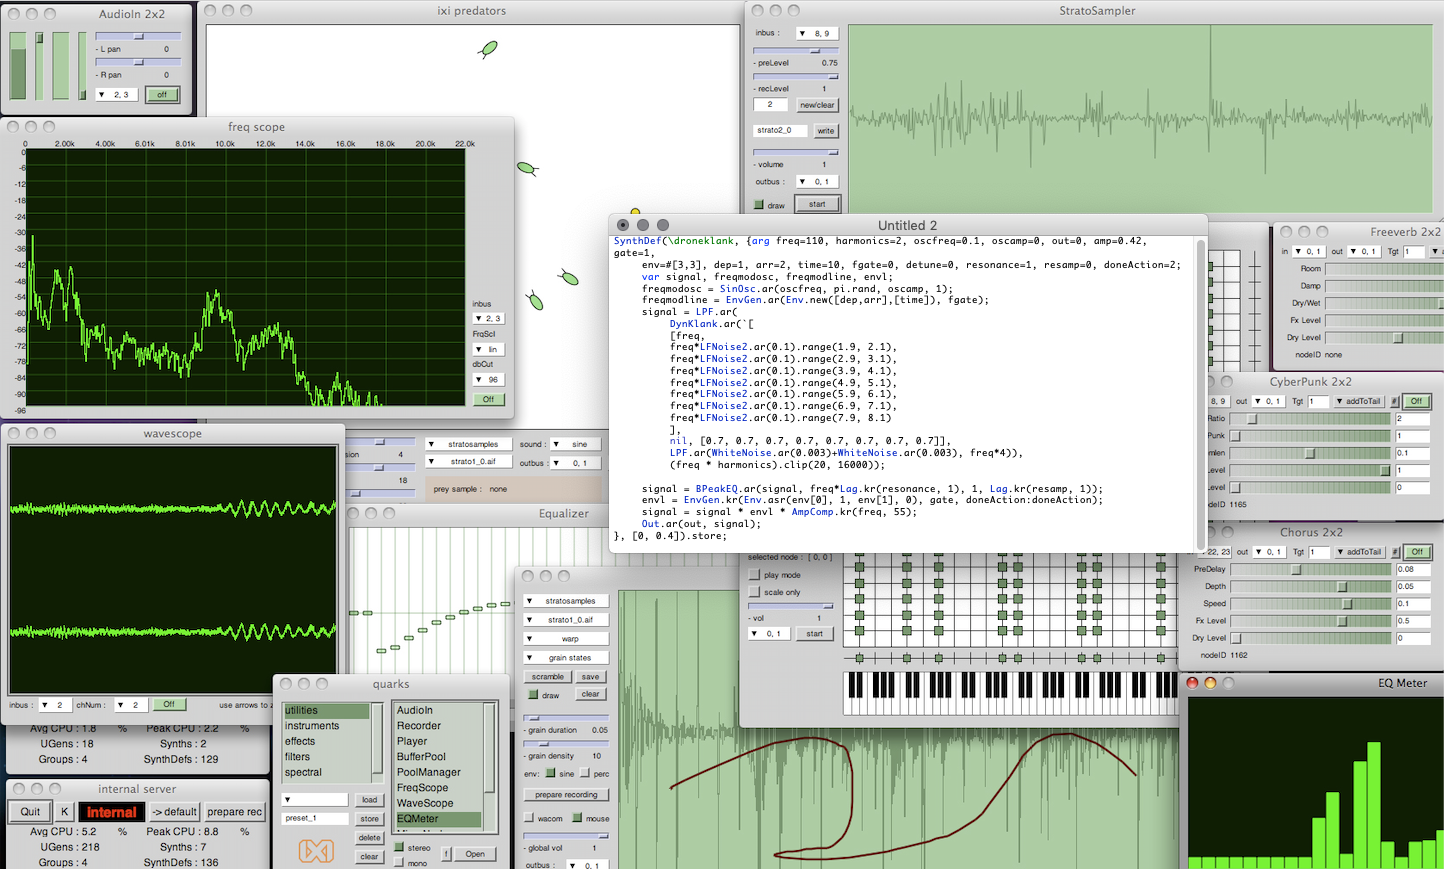 AudioIn 2x2
- L pan 0
- R pan 0
▼ 2, 3 off
ixi predators
StratoSampler
inbus : ▼ 8, 9
- preLevel 0.75
- recLevel 1
2 new/clear
strato2_0 write
- volume 1
outbus : ▼ 0, 1
draw start
freq scope
0 2.00k 4.00k 6.01k 8.01k 10.0k 12.0k 14.0k 16.0k 18.0k 20.0k 22.0k
0
-6
-12
-18
-24
-30
-36
-42
-48
-54
-60
-66
-72
-78
-84
-90
-96
inbus
▼ 2, 3
FrqScl
▼ lin
dbCut
▼ 96
Off
Untitled 2
SynthDef(\droneklank, {arg freq=110, harmonics=2, oscfreq=0.1, oscamp=0, out=0, amp=0.42,
gate=1,
env=#[3,3], dep=1, arr=2, time=10, fgate=0, detune=0, resonance=1, resamp=0, doneAction=2;
var signal, freqmodosc, freqmodline, envl;
freqmodosc = SinOsc.ar(oscfreq, pi.rand, oscamp, 1);
freqmodline = EnvGen.ar(Env.new([dep,arr],[time]), fgate);
signal = LPF.ar(
DynKlank.ar(`[
[freq,
freq*LFNoise2.ar(0.1).range(1.9, 2.1),
freq*LFNoise2.ar(0.1).range(2.9, 3.1),
freq*LFNoise2.ar(0.1).range(3.9, 4.1),
freq*LFNoise2.ar(0.1).range(4.9, 5.1),
freq*LFNoise2.ar(0.1).range(5.9, 6.1),
freq*LFNoise2.ar(0.1).range(6.9, 7.1),
freq*LFNoise2.ar(0.1).range(7.9, 8.1)
],
nil, [0.7, 0.7, 0.7, 0.7, 0.7, 0.7, 0.7, 0.7]],
LPF.ar(WhiteNoise.ar(0.003)+WhiteNoise.ar(0.003), freq*4)),
(freq * harmonics).clip(20, 16000));
signal = BPeakEQ.ar(signal, freq*Lag.kr(resonance, 1), 1, Lag.kr(resamp, 1));
envl = EnvGen.kr(Env.asr(env[0], 1, env[1], 0), gate, doneAction:doneAction);
signal = signal * envl * AmpComp.kr(freq, 55);
Out.ar(out, signal);
}, [0, 0.4]).store;
Freeverb 2x2
in ▼ 0, 1 out ▼ 0, 1 Tgt 1
Room
Damp
Dry/Wet
Fx Level
Dry Level
nodeID none
CyberPunk 2x2
8, 9 out ▼ 0, 1 Tgt 1 ▼ addToTail # Off
Ratio 2
Punk 1
mlen 0.1
Level 1
Level 0
deID 1165
Chorus 2x2
22, 23 out ▼ 0, 1 Tgt 1 ▼ addToTail # Off
PreDelay 0.08
Depth 0.05
Speed 0.1
Fx Level 0.5
Dry Level 0
nodeID 1162
wavescope
inbus : ▼ 2 chNum : ▼ 2 Off use arrows to z
sion 4
18
▼ stratosamples sound : ▼ sine
▼ strato1_0.aif outbus : ▼ 0, 1
prey sample : none
Equalizer
▼ stratosamples
▼ strato1_0.aif
▼ warp
▼ grain states
scramble save
draw clear
- grain duration 0.05
- grain density 10
env: sine perc
prepare recording
wacom mouse
- global vol 1
outbus : ▼ 0, 1
selected node : [ 0, 0 ]
play mode
scale only
- vol 1
▼ 0, 1 start
quarks
utilities
instruments
effects
filters
spectral
AudioIn
Recorder
Player
BufferPool
PoolManager
FreqScope
WaveScope
EQMeter
▼ load
preset_1 store
delete
clear
stereo
mono
! Open
Avg CPU : 1.8 % Peak CPU : 2.2 %
UGens : 18 Synths : 2
Groups : 4 SynthDefs : 129
internal server
Quit K internal -> default prepare rec
Avg CPU : 5.2 % Peak CPU : 8.8 %
UGens : 218 Synths : 7
Groups : 4 SynthDefs : 136
EQ Meter